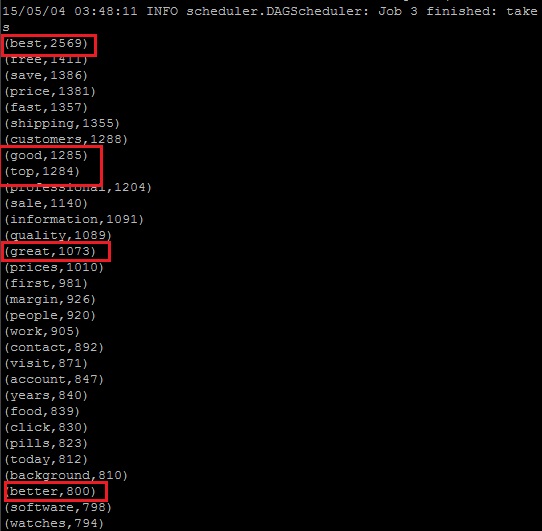 15/05/04 03:48:11 INFO scheduler.DAGScheduler: Job 3 finished: take
s
(best,2569)
(free,1411)
(save,1386)
(price,1381)
(fast,1357)
(shipping,1355)
(customers,1288)
(good,1285)
(top,1284)
(professional,1204)
(sale,1140)
(information,1091)
(quality,1089)
(great,1073)
(prices,1010)
(first,981)
(margin,926)
(people,920)
(work,905)
(contact,892)
(visit,871)
(account,847)
(years,840)
(food,839)
(click,830)
(pills,823)
(today,812)
(background,810)
(better,800)
(software,798)
(watches,794)